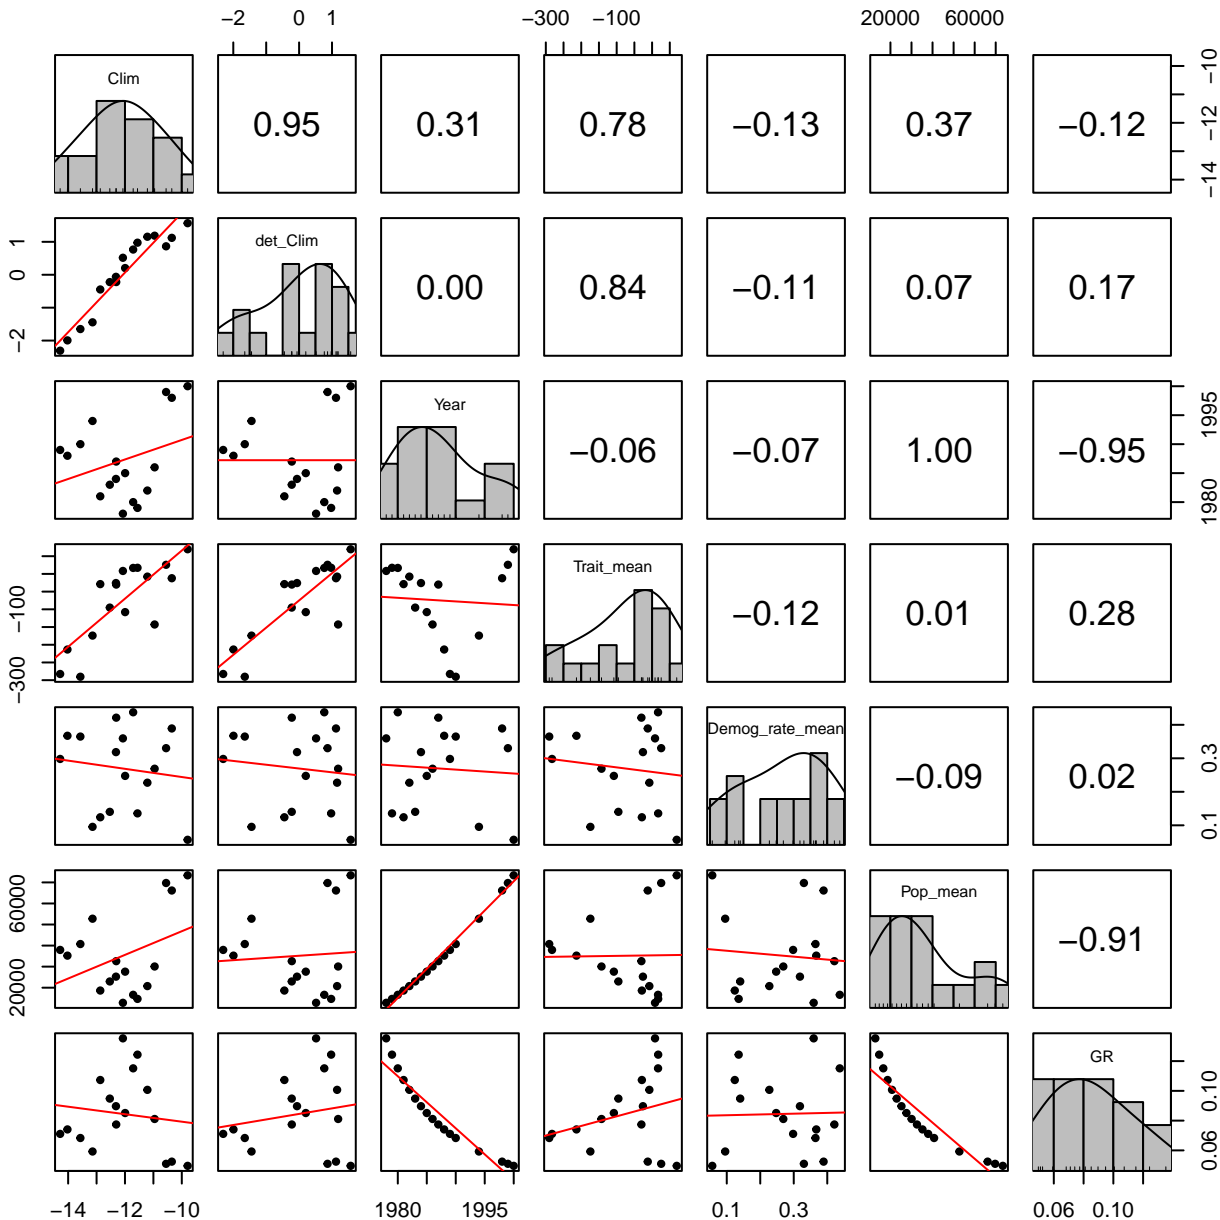 −2 0 1 −300 −100 20000 60000
Clim 0.95 0.31 0.78 −0.13 0.37 −0.12 −14 −12 −10
−2 0 1 det_Clim 0.00 0.84 −0.11 0.07 0.17
Year −0.06 −0.07 1.00 −0.95 1980 1995
−300 −100 Trait_mean −0.12 0.01 0.28
Demog_rate_mean −0.09 0.02 0.1 0.3
20000 60000 Pop_mean −0.91
GR 0.06 0.10
−14 −12 −10 1980 1995 0.1 0.3 0.06 0.10